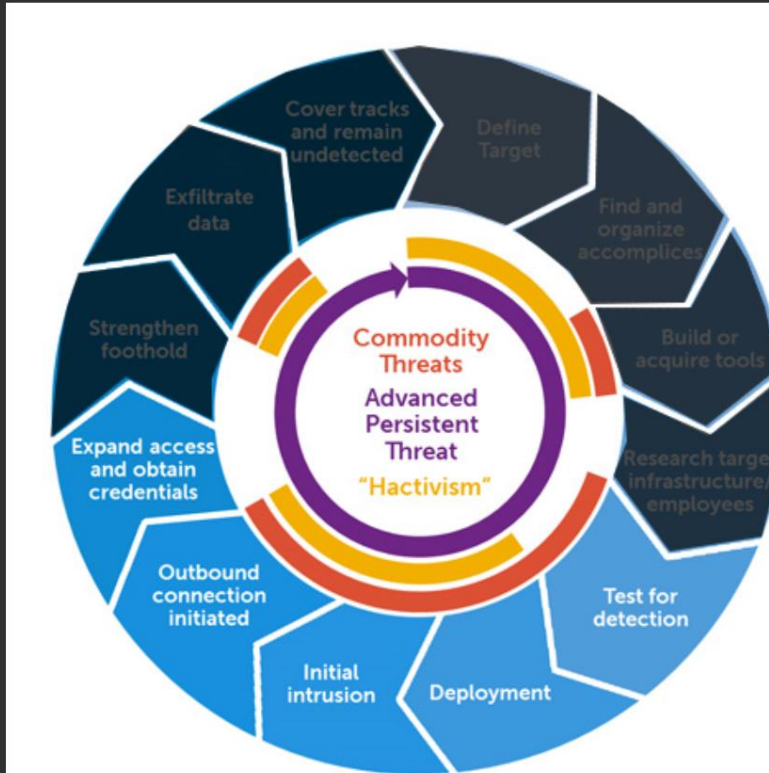 Cover tracks
and remain
undetected
Define
Target
Find and
organize
accomplices
Build or
acquire tools
Research targe
infrastructure/
employees
Test for
detection
Deployment
Initial
intrusion
Outbound
connection
initiated
Expand access
and obtain
credentials
Strengthen
foothold
Exfiltrate
data
Commodity
Threats
Advanced
Persistent
Threat
“Hactivism”